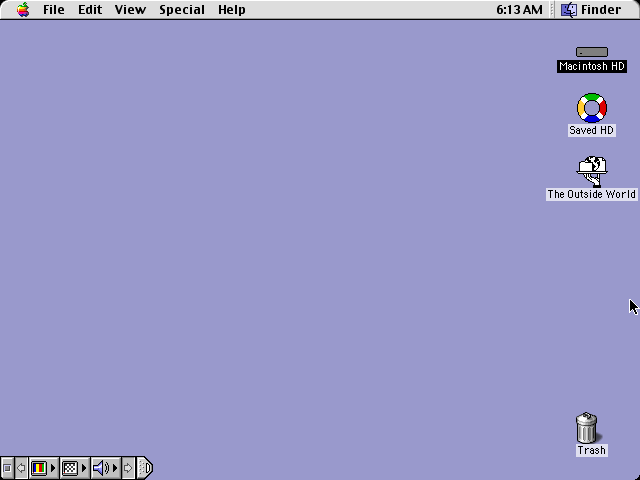 File Edit View Special Help 6:13 AM Finder
Macintosh HD
Saved HD
The Outside World
Trash